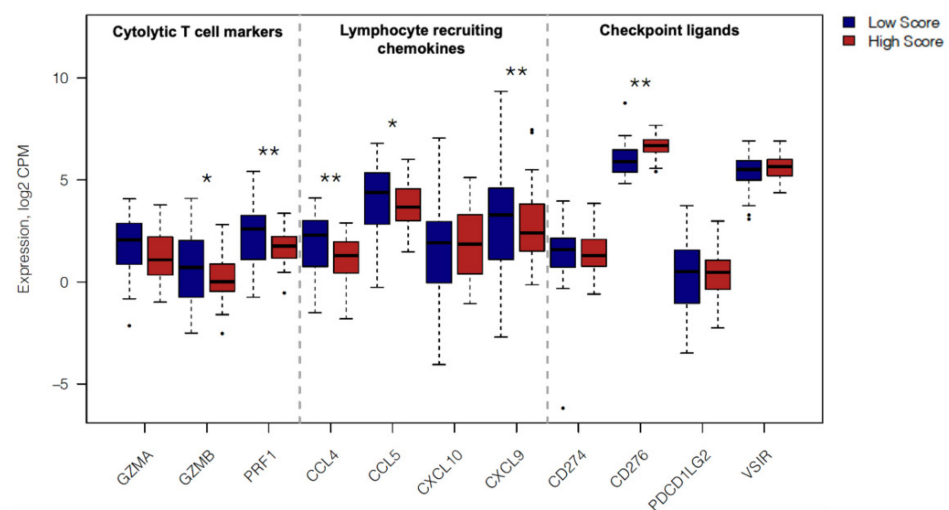 Cytolytic T cell markers
Lymphocyte recruiting
chemokines
Checkpoint ligands
Low Score
High Score
Expression, log2 CPM
10
5
0
−5
*
**
**
*
**
**
GZMA
GZMB
PRF1
CCL4
CCL5
CXCL10
CXCL9
CD274
CD276
PDCD1LG2
VSIR